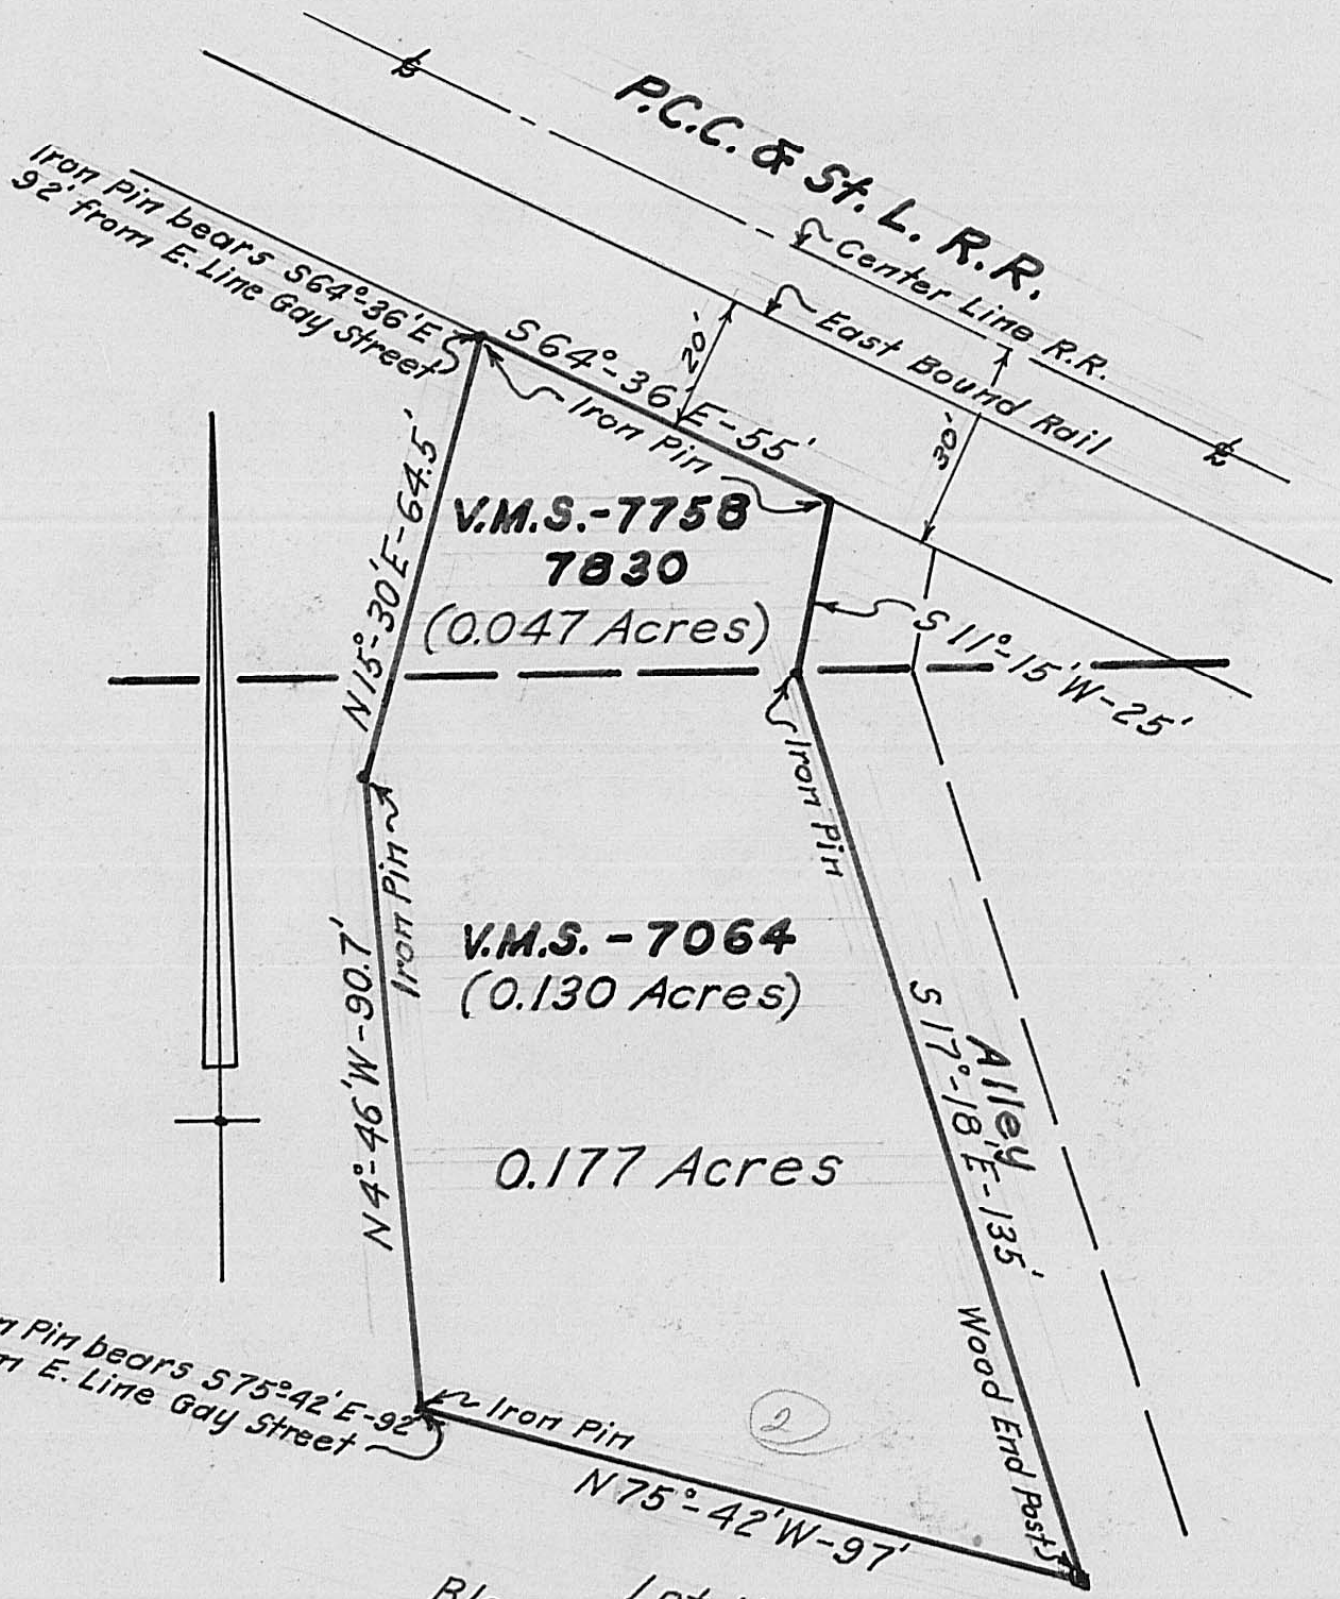 P.C.C. & St. L. R.R.
Center Line R.R.
East Bound Rail
Iron Pin bears S64°-36'E
92' from E. Line Gay Street
S64°-36'E-55'
20'
30'
Iron Pin
N15°-30'E-64.5'
V.M.S.-7758
7830
(0.047 Acres)
S11°-15'W-25'
Iron Pin
Iron Pin
V.M.S.-7064
(0.130 Acres)
N4°-46'W-90.7'
S17°-18'E-135'
Alley
0.177 Acres
Wood End Post
Pin bears S75°-42'E-92'
E. Line Gay Street
Iron Pin
2
N75°-42'W-97'